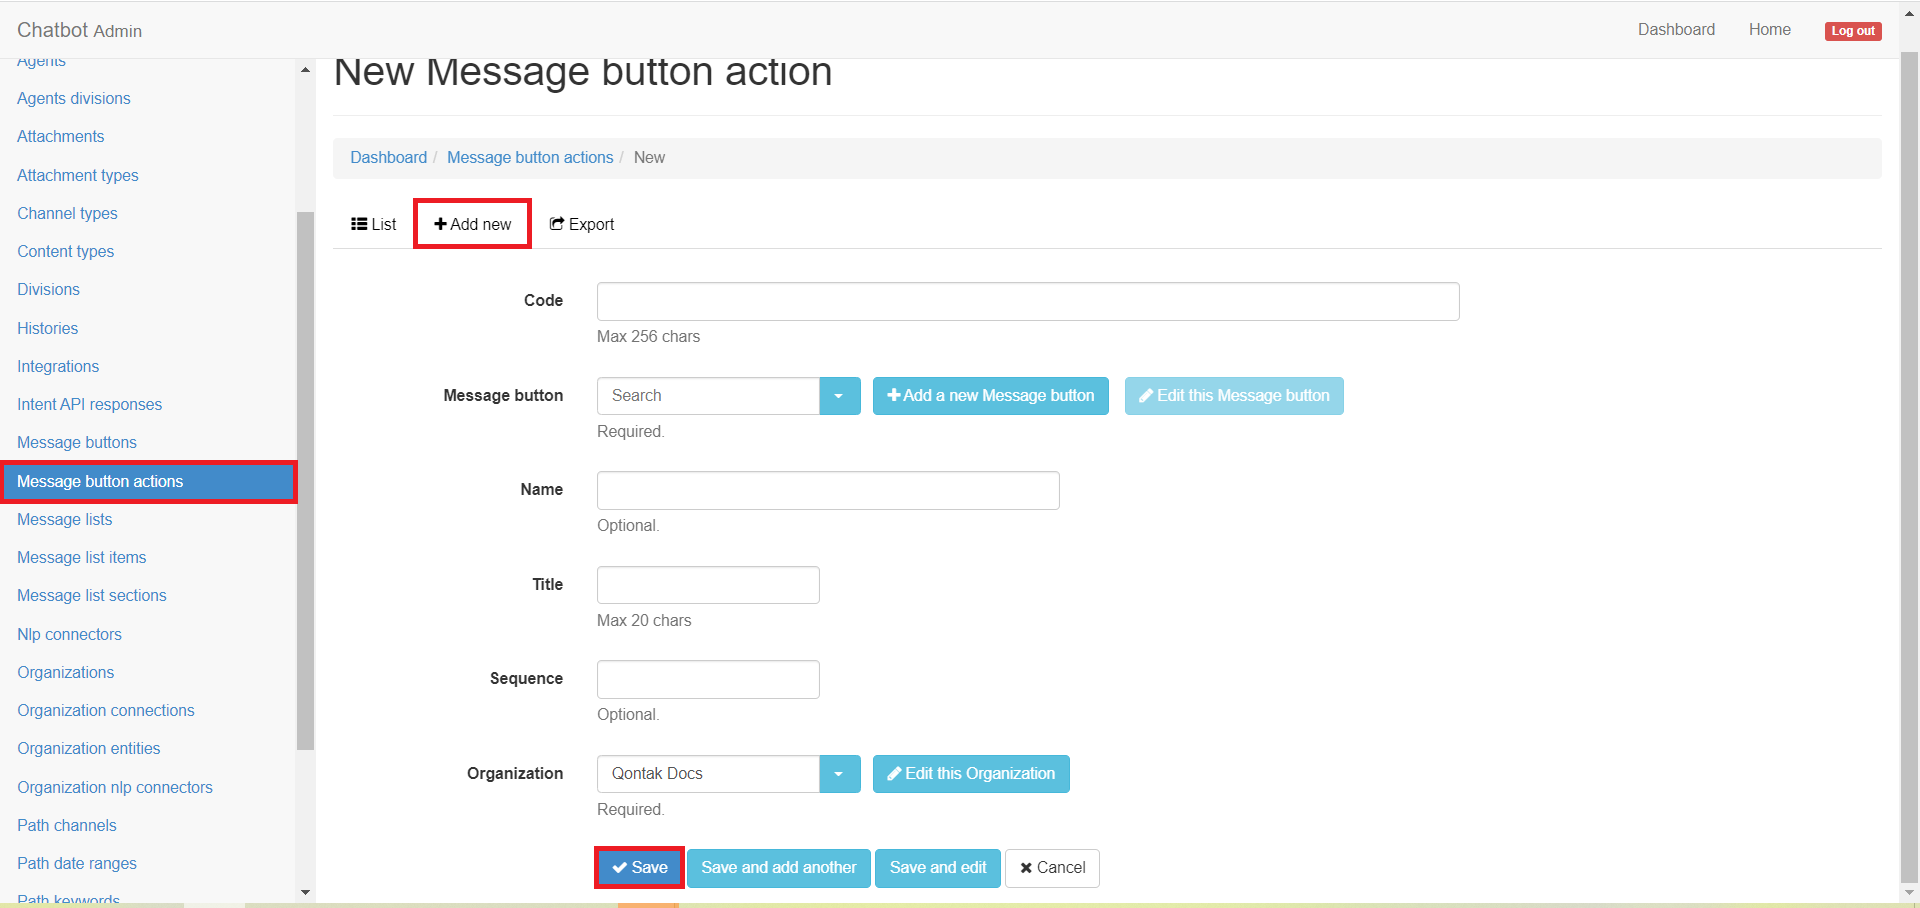 Chatbot Admin
Dashboard
Home
Log out
Agents
Agents divisions
Attachments
Attachment types
Channel types
Content types
Divisions
Histories
Integrations
Intent API responses
Message buttons
Message button actions
Message lists
Message list items
Message list sections
Nlp connectors
Organizations
Organization connections
Organization entities
Organization nlp connectors
Path channels
Path date ranges
Path keywords
New Message button action
Dashboard / Message button actions / New
List
Add new
Export
Code
Max 256 chars
Message button
Search
Add a new Message button
Edit this Message button
Required.
Name
Optional.
Title
Max 20 chars
Sequence
Optional.
Organization
Qontak Docs
Edit this Organization
Required.
Save
Save and add another
Save and edit
Cancel